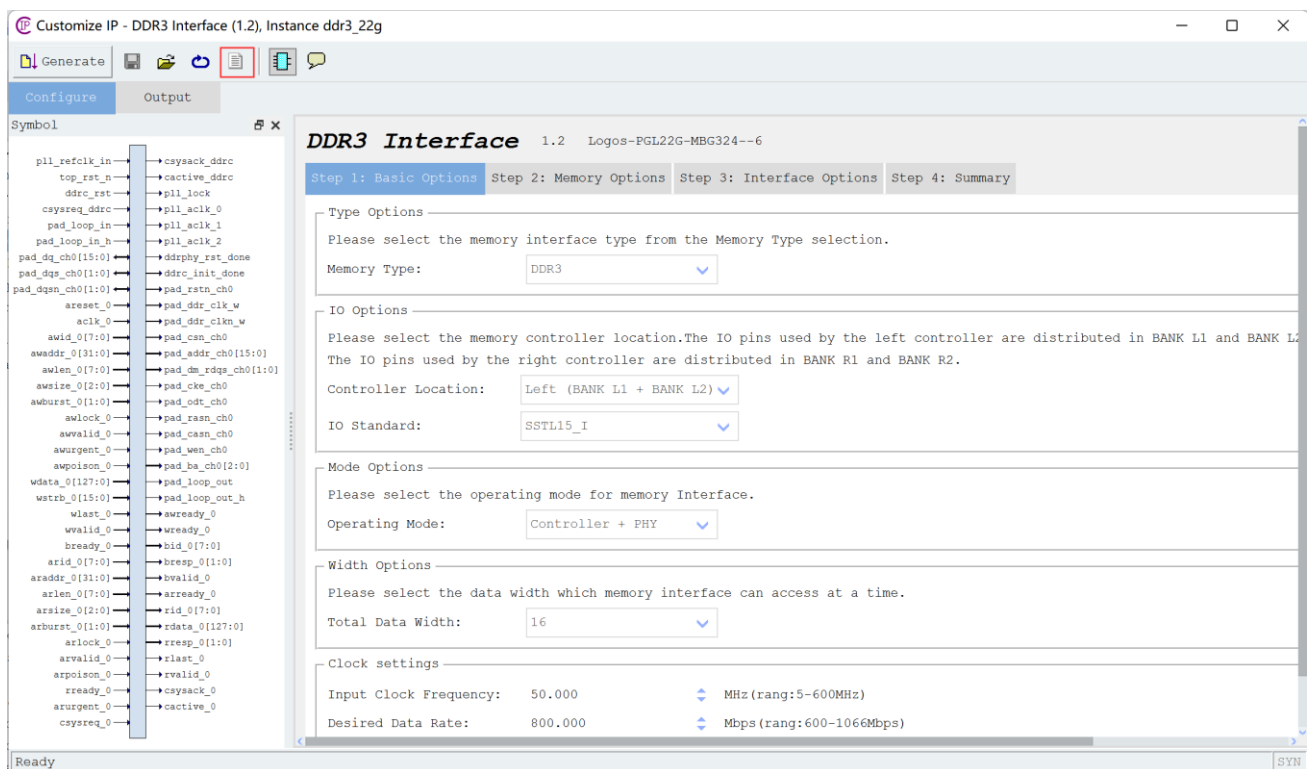 Customize IP - DDR3 Interface (1.2), Instance ddr3_22g
Generate
Configure Output
Symbol
pll_refclk_in csysack_ddrc
top_rst_n cactive_ddrc
ddrc_rst pll_lock
csysreq_ddrc pll_aclk_0
pad_loop_in pll_aclk_1
pad_loop_in_h pll_aclk_2
pad_dq_ch0[15:0] ddrphy_rst_done
pad_dqs_ch0[1:0] ddrc_init_done
pad_dqsn_ch0[1:0] pad_rstn_ch0
areset_0 pad_ddr_clk_w
aclk_0 pad_ddr_clkn_w
awid_0[7:0] pad_csn_ch0
awaddr_0[31:0] pad_addr_ch0[15:0]
awlen_0[7:0] pad_dm_rdqs_ch0[1:0]
awsize_0[2:0] pad_cke_ch0
awburst_0[1:0] pad_odt_ch0
awlock_0 pad_rasn_ch0
awvalid_0 pad_casn_ch0
awurgent_0 pad_wen_ch0
awpoison_0 pad_ba_ch0[2:0]
wdata_0[127:0] pad_loop_out
wstrb_0[15:0] pad_loop_out_h
wlast_0 awready_0
wvalid_0 wready_0
bready_0 bid_0[7:0]
arid_0[7:0] bresp_0[1:0]
araddr_0[31:0] bvalid_0
arlen_0[7:0] arready_0
arsize_0[2:0] rid_0[7:0]
arburst_0[1:0] rdata_0[127:0]
arlock_0 rresp_0[1:0]
arvalid_0 rlast_0
arpoison_0 rvalid_0
rready_0 csysack_0
arurgent_0 cactive_0
csysreq_0
DDR3 Interface 1.2 Logos-PGL22G-MBG324--6
Step 1: Basic Options Step 2: Memory Options Step 3: Interface Options Step 4: Summary
Type Options
Please select the memory interface type from the Memory Type selection.
Memory Type: DDR3
IO Options
Please select the memory controller location.The IO pins used by the left controller are distributed in BANK L1 and BANK L2
The IO pins used by the right controller are distributed in BANK R1 and BANK R2.
Controller Location: Left (BANK L1 + BANK L2)
IO Standard: SSTL15_I
Mode Options
Please select the operating mode for memory Interface.
Operating Mode: Controller + PHY
Width Options
Please select the data width which memory interface can access at a time.
Total Data Width: 16
Clock settings
Input Clock Frequency: 50.000 MHz(rang:5-600MHz)
Desired Data Rate: 800.000 Mbps(rang:600-1066Mbps)
Ready SYN